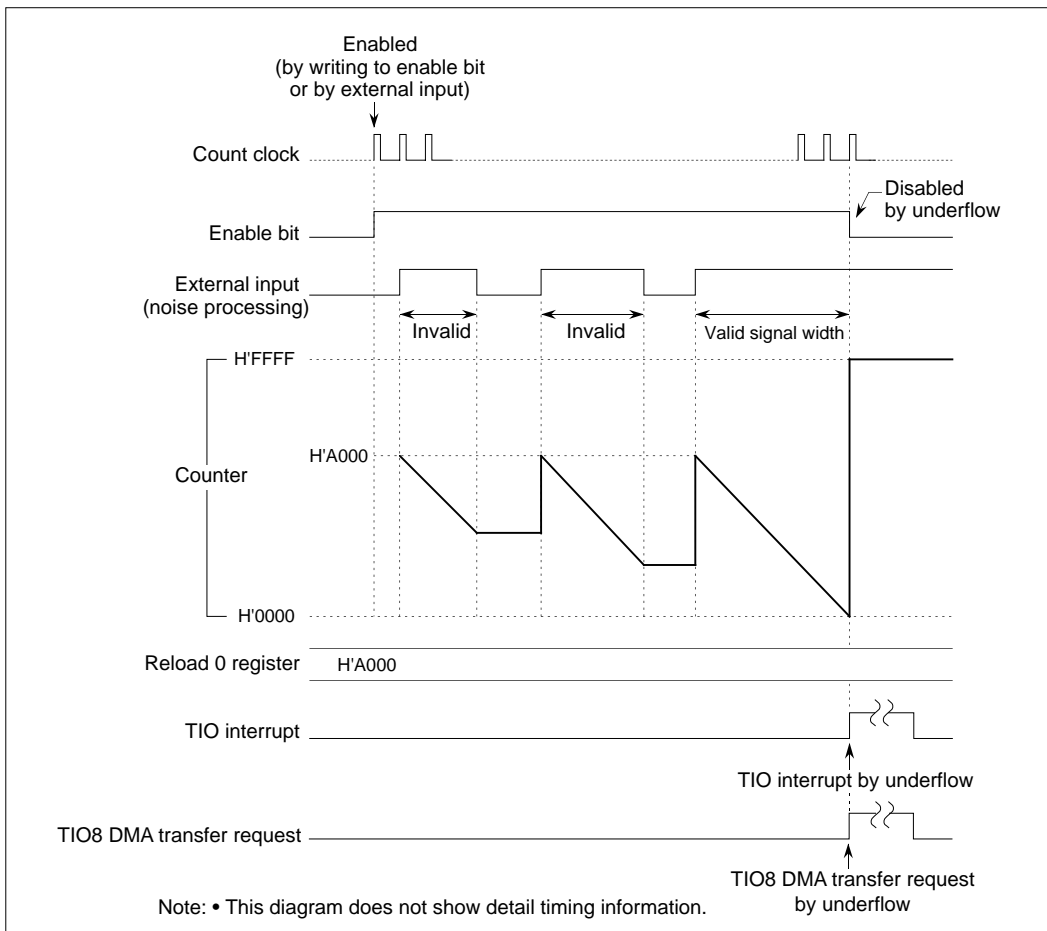 Enabled
(by writing to enable bit
or by external input)
Count clock
Disabled
by underflow
Enable bit
External input
(noise processing)
Invalid
Invalid
Valid signal width
H'FFFF
H'A000
Counter
H'0000
Reload 0 register
H'A000
TIO interrupt
TIO interrupt by underflow
TIO8 DMA transfer request
TIO8 DMA transfer request
by underflow
Note: • This diagram does not show detail timing information.